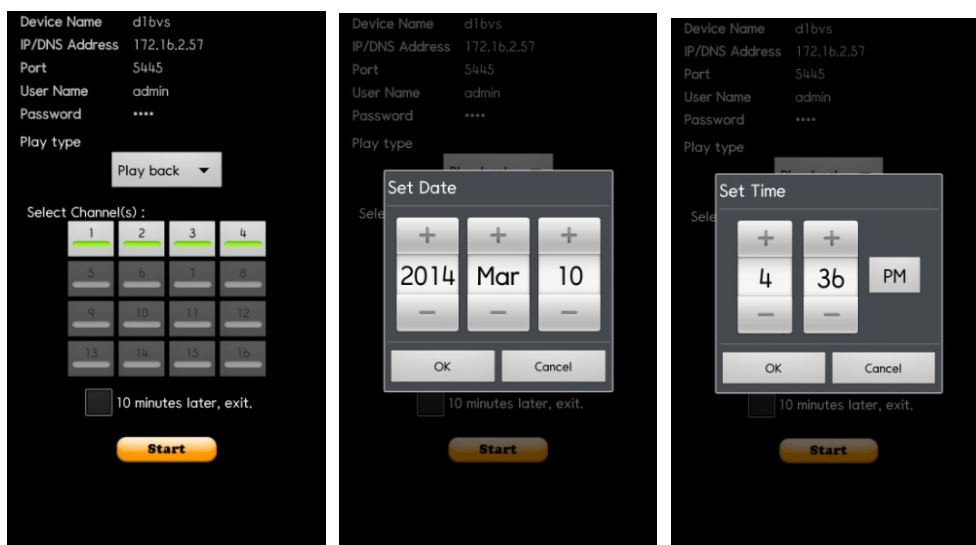 Device Name d16vs
IP/DNS Address 172.16.2.57
Port 5445
User Name admin
Password ••••
Play type
Play back
Select Channel(s) :
1 2 3 4
5 6 7 8
9 10 11 12
13 14 15 16
10 minutes later, exit.
Start
Device Name d16vs
IP/DNS Address 172.16.2.57
Port 5445
User Name admin
Password ••••
Play type
Set Date
Sele
+ + +
2014 Mar 10
− − −
OK Cancel
10 minutes later, exit.
Start
Device Name d16vs
IP/DNS Address 172.16.2.57
Port 5445
User Name admin
Password ••••
Play type
Set Time
Sele
+ +
4 36 PM
− −
OK Cancel
10 minutes later, exit.
Start